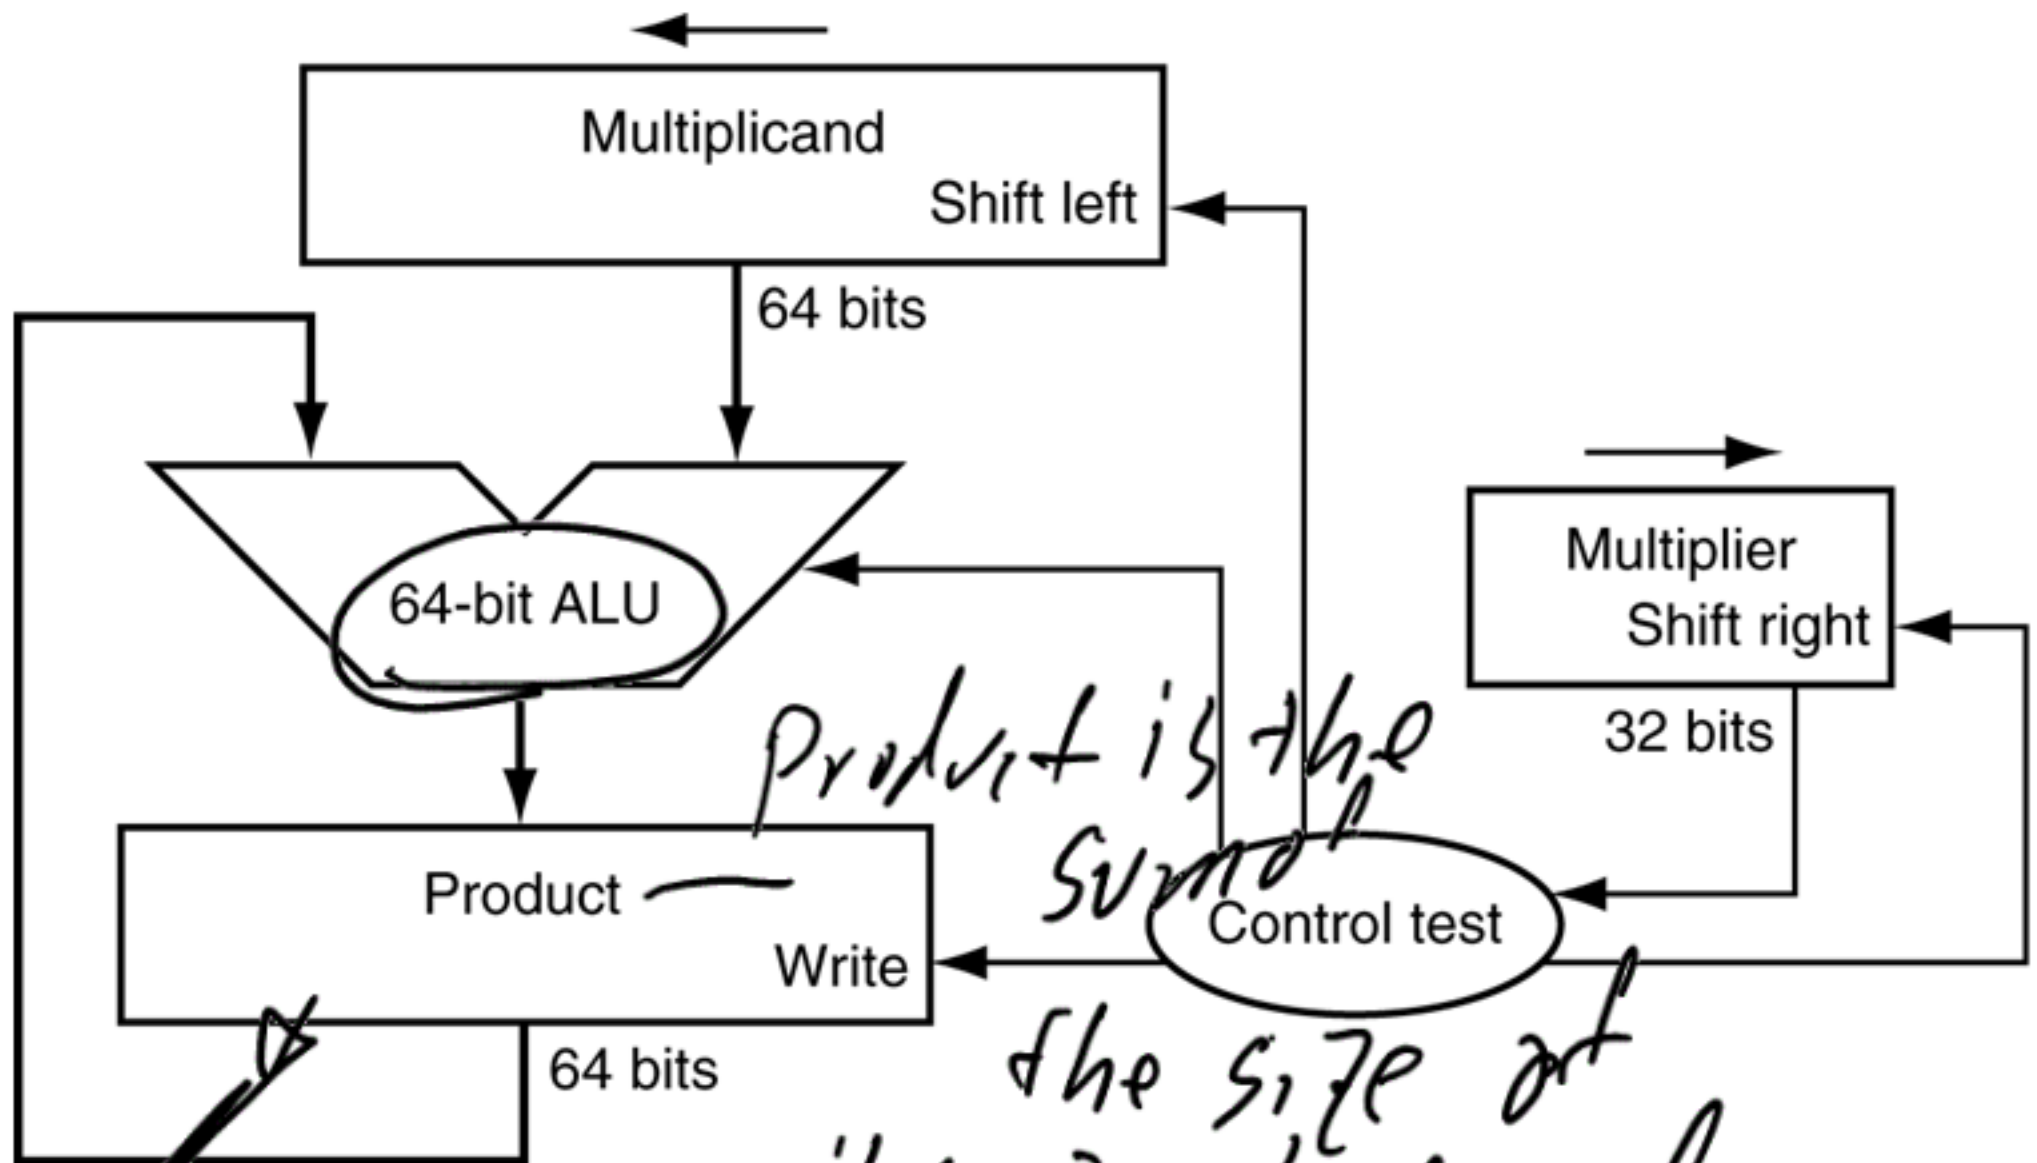 Multiplicand
Shift left
64 bits
64-bit ALU
Multiplier
Shift right
32 bits
Product is the
sum of
Product
Control test
Write
the size of
64 bits